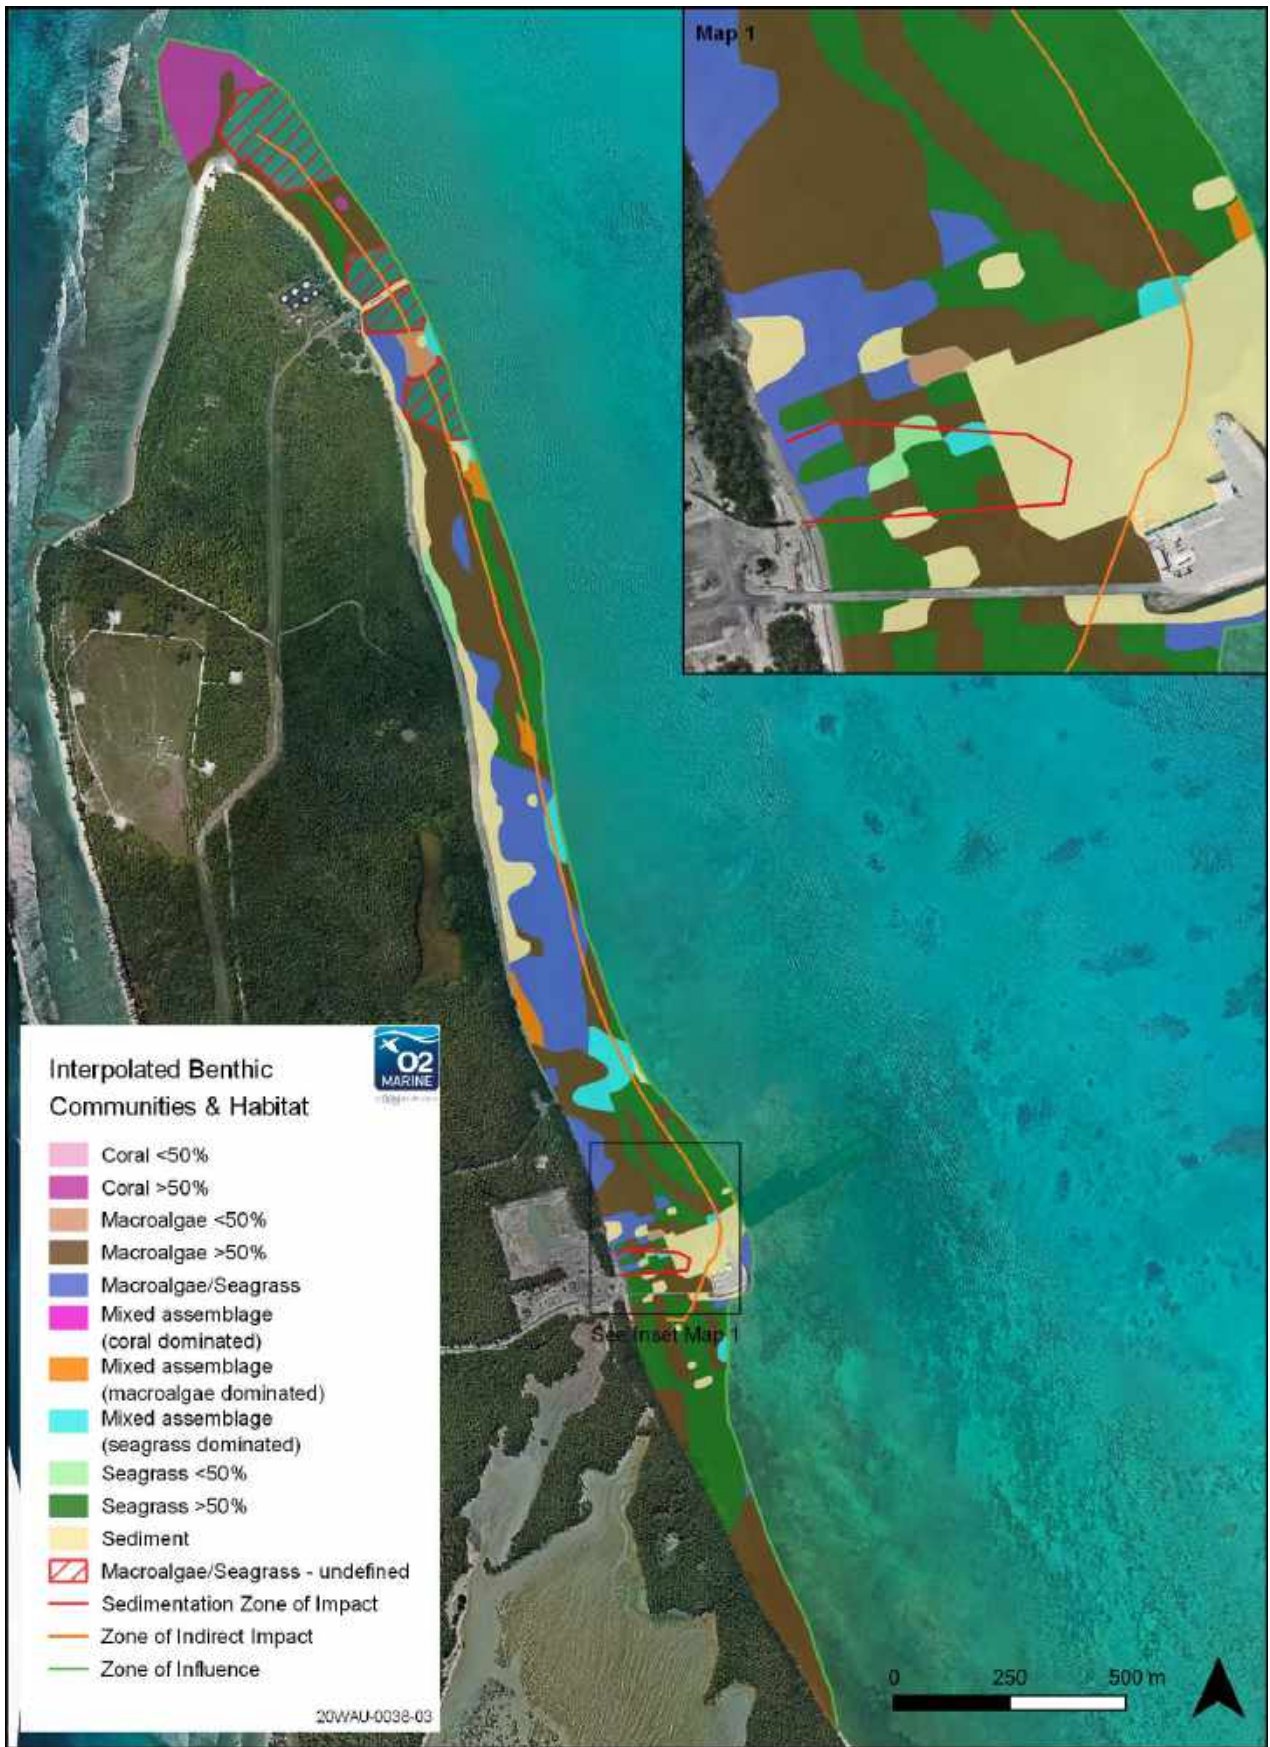 Map 1
See Inset Map 1
Interpolated Benthic
Communities & Habitat
O2
MARINE
Coral <50%
Coral >50%
Macroalgae <50%
Macroalgae >50%
Macroalgae/Seagrass
Mixed assemblage
(coral dominated)
Mixed assemblage
(macroalgae dominated)
Mixed assemblage
(seagrass dominated)
Seagrass <50%
Seagrass >50%
Sediment
Macroalgae/Seagrass - undefined
Sedimentation Zone of Impact
Zone of Indirect Impact
Zone of Influence
20WAU-0038-03
0 250 500 m